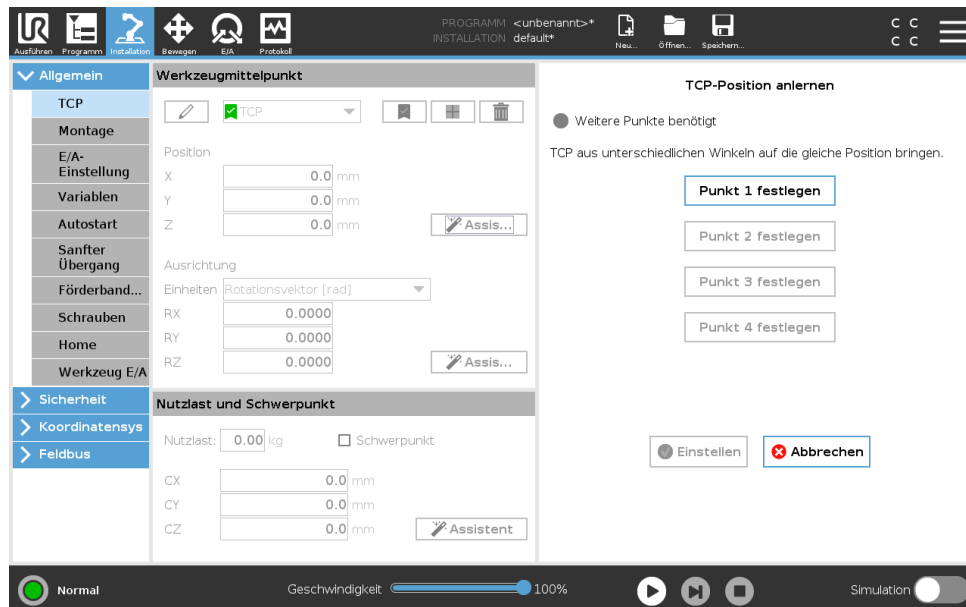 PROGRAMM <unbenannt>*
INSTALLATION default*
Ausführen Programm Installation Bewegen E/A Protokoll Neu... Öffnen... Speichern...
C C
C C
Allgemein
TCP
Montage
E/A-
Einstellung
Variablen
Autostart
Sanfter
Übergang
Förderband...
Schrauben
Home
Werkzeug E/A
Sicherheit
Koordinatensys
Feldbus
Werkzeugmittelpunkt
TCP
Position
X 0.0 mm
Y 0.0 mm
Z 0.0 mm Assis...
Ausrichtung
Einheiten Rotationsvektor [rad]
RX 0.0000
RY 0.0000
RZ 0.0000 Assis...
Nutzlast und Schwerpunkt
Nutzlast: 0.00 kg Schwerpunkt
CX 0.0 mm
CY 0.0 mm
CZ 0.0 mm Assistent
TCP-Position anlernen
Weitere Punkte benötigt
TCP aus unterschiedlichen Winkeln auf die gleiche Position bringen.
Punkt 1 festlegen
Punkt 2 festlegen
Punkt 3 festlegen
Punkt 4 festlegen
Einstellen Abbrechen
Normal Geschwindigkeit 100% Simulation